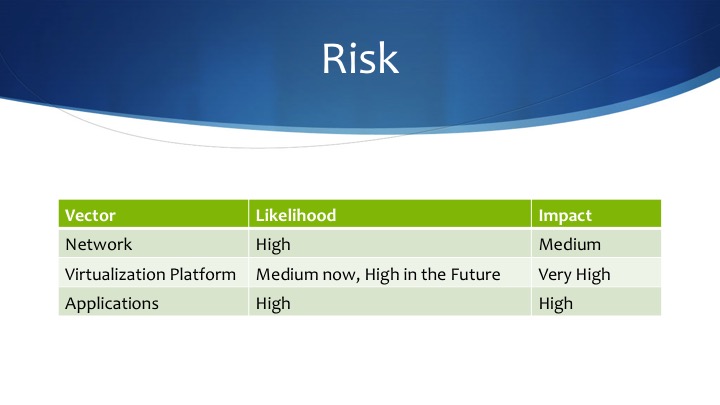 Risk
Vector Likelihood Impact
Network High Medium
Virtualization Platform Medium now, High in the Future Very High
Applications High High